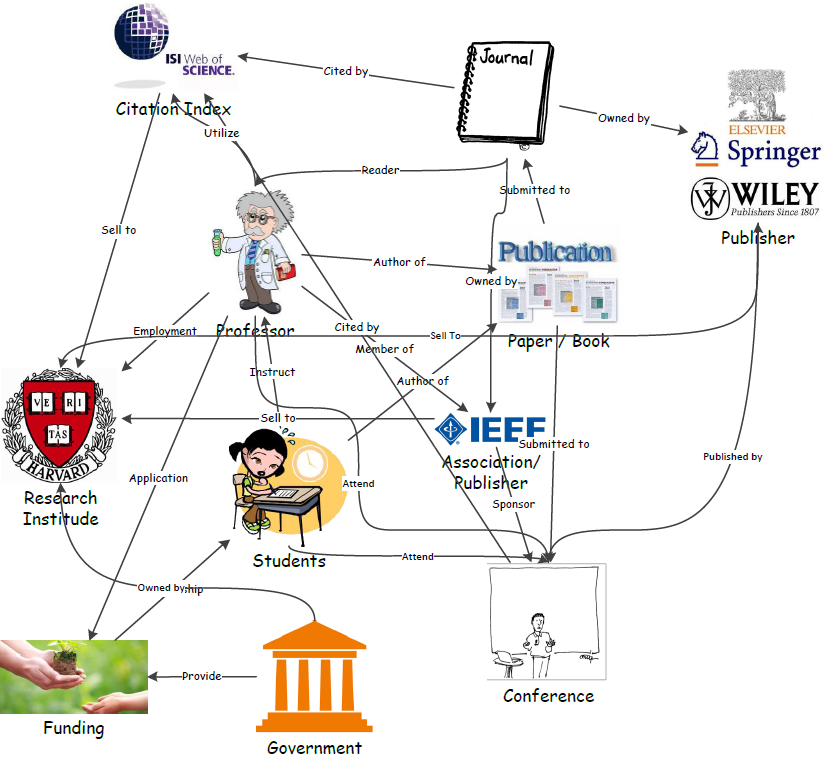 ISI Web of
SCIENCE.
Citation Index
Journal
Cited by
Owned by
ELSEVIER
Springer
WILEY
Publishers Since 1807
Publisher
Utilize
Reader
Submitted to
Sell to
Publication
Author of
Owned by
Paper / Book
Professor
Employment
Cited by
Sell To
Member of
Instruct
Author of
VE RI
TAS
HARVARD
Research
Institude
Sell to
IEEE
Association/
Publisher
Submitted to
Published by
Application
Attend
Sponsor
Students
Attend
Owned by
hip
Conference
Provide
Funding
Government